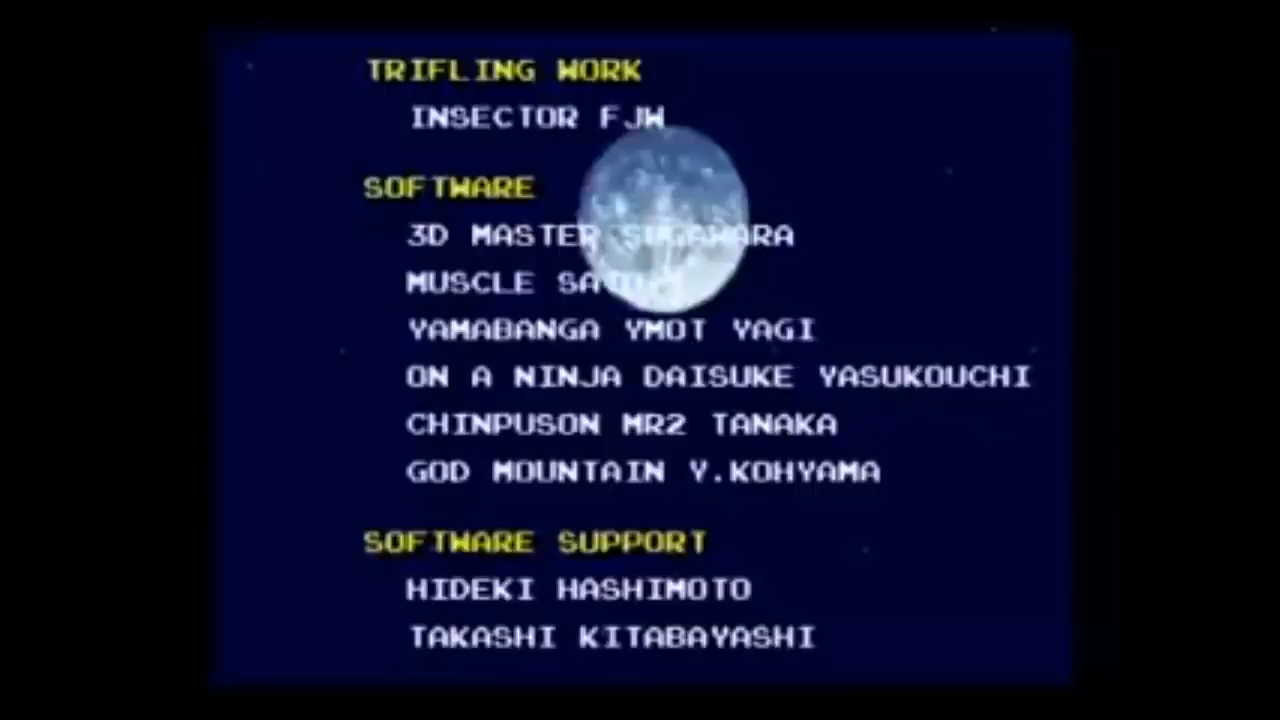 TRIFLING WORK
INSECTOR FJW
SOFTWARE
3D MASTER SUGAHARA
MUSCLE
YAMABANGA YMOT YAGI
ON A NINJA DAISUKE YASUKOUCHI
CHINPUSON MR2 TANAKA
GOD MOUNTAIN Y.KOHYAMA
SOFTWARE SUPPORT
HIDEKI HASHIMOTO
TAKASHI KITABAYASHI